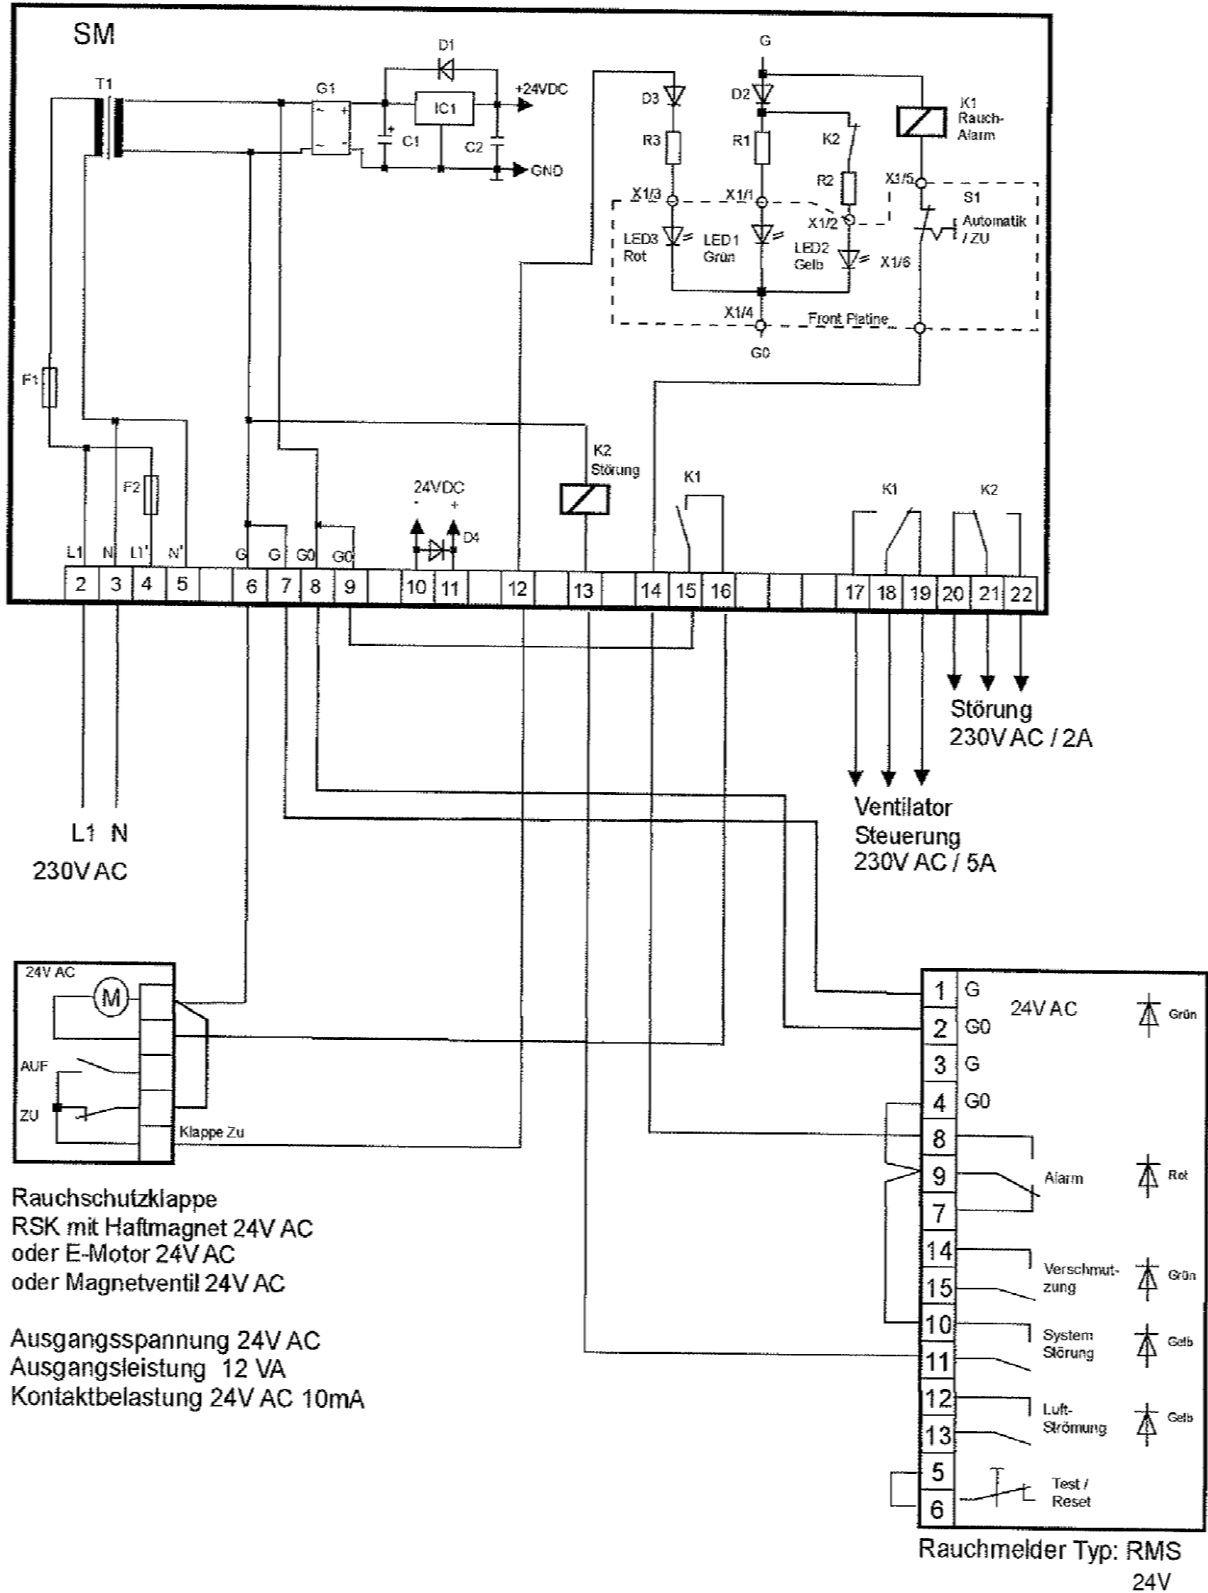 SM
T1
G1
D1
+24VDC
IC1
+
C1
C2
GND
~ +
~ -
G
D3
D2
K1
Rauch-
Alarm
R3
R1
K2
R2
X1/3
X1/1
X1/2
X1/5
S1
Automatik
/ ZU
LED3
Rot
LED1
Grün
LED2
Gelb
X1/6
X1/4
Front Platine
G0
F1
F2
K2
Störung
24VDC
- +
D4
K1
K1
K2
L1 N L1' N' G G G0 G0
2 3 4 5 6 7 8 9 10 11 12 13 14 15 16 17 18 19 20 21 22
L1 N
230V AC
Störung
230V AC / 2A
Ventilator
Steuerung
230V AC / 5A
24V AC
M
AUF
ZU
Klappe Zu
Rauchschutzklappe
RSK mit Haftmagnet 24V AC
oder E-Motor 24V AC
oder Magnetventil 24V AC
Ausgangsspannung 24V AC
Ausgangsleistung 12 VA
Kontaktbelastung 24V AC 10mA
1 G
24V AC
Grün
2 G0
3 G
4 G0
8
9
Alarm
Rot
7
14
Verschmut-
zung
Grün
15
10
System
Störung
Gelb
11
12
Luft-
Strömung
Gelb
13
5
Test /
Reset
6
Rauchmelder Typ: RMS
24V